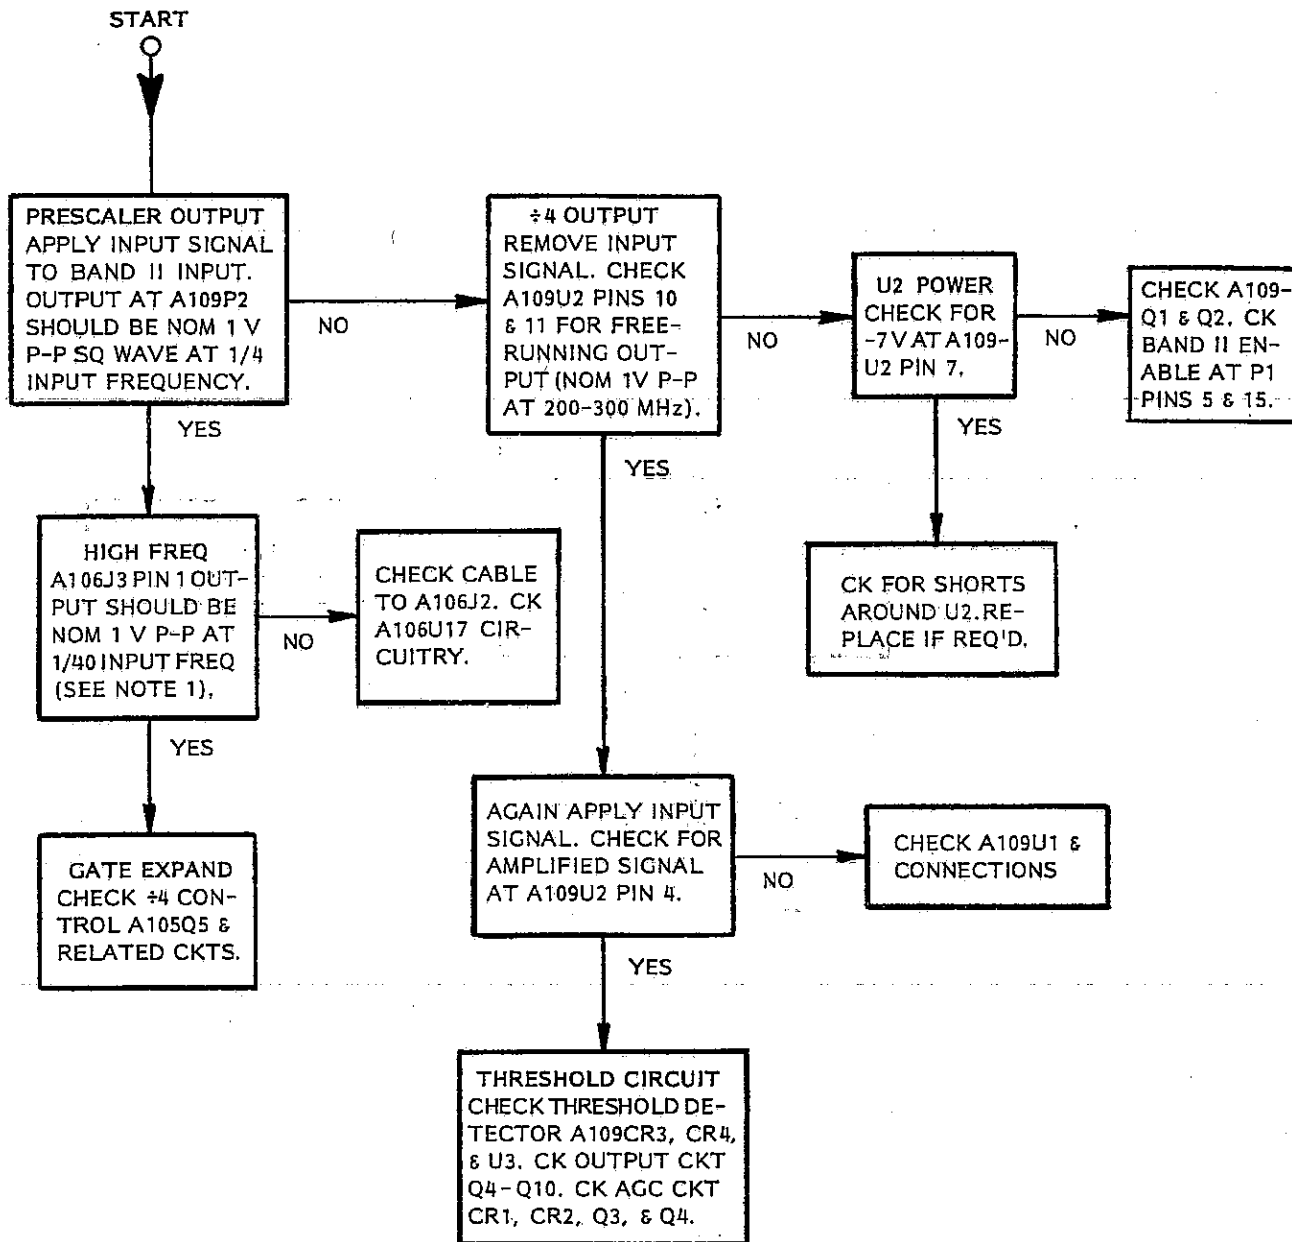 START
PRESCALER OUTPUT
APPLY INPUT SIGNAL
TO BAND II INPUT.
OUTPUT AT A109P2
SHOULD BE NOM 1 V
P-P SQ WAVE AT 1/4
INPUT FREQUENCY.
NO
YES
÷4 OUTPUT
REMOVE INPUT
SIGNAL. CHECK
A109U2 PINS 10
& 11 FOR FREE-
RUNNING OUT-
PUT (NOM 1V P-P
AT 200-300 MHz).
NO
YES
U2 POWER
CHECK FOR
-7V AT A109-
U2 PIN 7.
NO
YES
CHECK A109-
Q1 & Q2. CK
BAND II EN-
ABLE AT P1
PINS 5 & 15.
HIGH FREQ
A106J3 PIN 1 OUT-
PUT SHOULD BE
NOM 1 V P-P AT
1/40 INPUT FREQ
(SEE NOTE 1).
NO
YES
CHECK CABLE
TO A106J2. CK
A106U17 CIR-
CUITRY.
CK FOR SHORTS
AROUND U2. RE-
PLACE IF REQ'D.
GATE EXPAND
CHECK ÷4 CON-
TROL A105Q5 &
RELATED CKTS.
AGAIN APPLY INPUT
SIGNAL. CHECK FOR
AMPLIFIED SIGNAL
AT A109U2 PIN 4.
NO
YES
CHECK A109U1 &
CONNECTIONS
THRESHOLD CIRCUIT
CHECK THRESHOLD DE-
TECTOR A109CR3, CR4,
& U3. CK OUTPUT CKT
Q4-Q10. CK AGC CKT
CR1, CR2, Q3, & Q4.